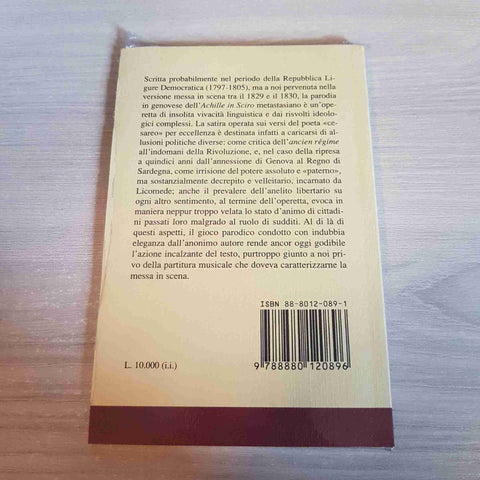 Scritta probabilmente nel periodo della Repubblica Li-
gure Democratica (1797-1805), ma a noi pervenuta nella
versione messa in scena tra il 1829 e il 1830, la parodia
in genovese dell'Achille in Sciro metastasiano è un'ope-
retta di insolita vivacità linguistica e dai risvolti ideolo-
gici complessi. La satira operata sui versi del poeta «ce-
sareo» per eccellenza è destinata infatti a caricarsi di al-
lusioni politiche diverse: come critica dell'ancien régime
all'indomani della Rivoluzione, e, nel caso della ripresa
a quindici anni dall'annessione di Genova al Regno di
Sardegna, come irrisione del potere assoluto e «paterno»,
ma sostanzialmente decrepito e velleitario, incarnato da
Licomede; anche il prevalere dell'anelito libertario su
ogni altro sentimento, al termine dell'operetta, evoca in
maniera neppur troppo velata lo stato d'animo di cittadi-
ni passati loro malgrado al ruolo di sudditi. Al di là di
questi aspetti, il gioco parodico condotto con indubbia
eleganza dall'anonimo autore rende ancor oggi godibile
l'azione incalzante del testo, purtroppo giunto a noi pri-
vo della partitura musicale che doveva caratterizzarne la
messa in scena.
ISBN 88-8012-089-1
L. 10.000 (i.i.)
9 788880 120896